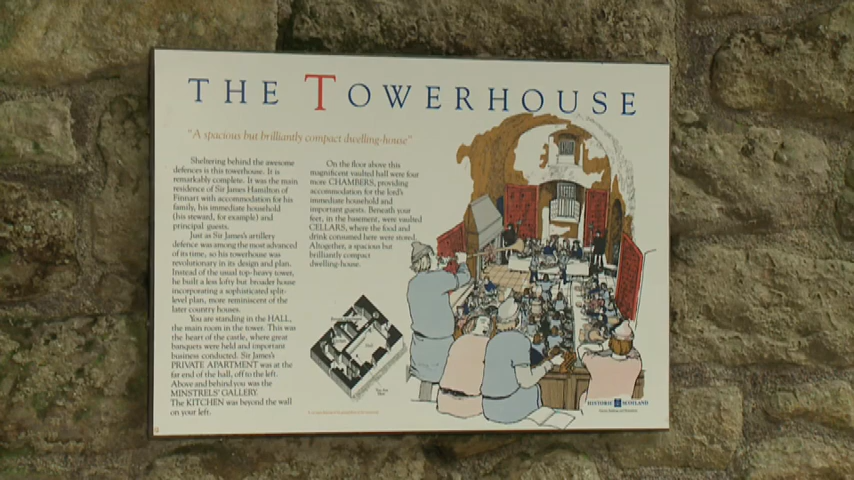 THE TOWERHOUSE
"A spacious but brilliantly compact dwelling-house"
Sheltering behind the awesome
defences is this towerhouse. It is
remarkably complete. It was the main
residence of Sir James Hamilton of
Finnart with accommodation for his
family, his immediate household
(his steward, for example) and
principal guests.
Just as Sir James's artillery
defence was among the most advanced
of its time, so his towerhouse was
revolutionary in its design and plan.
Instead of the usual top-heavy tower,
he built a less lofty but broader house
incorporating a sophisticated split-
level plan, more reminiscent of the
later country houses.
You are standing in the HALL,
the main room in the tower. This was
the heart of the castle, where great
banquets were held and important
business conducted. Sir James's
PRIVATE APARTMENT was at the
far end of the hall, off to the left.
Above and behind you was the
MINSTRELS' GALLERY.
The KITCHEN was beyond the wall
on your left.
On the floor above this
magnificent vaulted hall were four
more CHAMBERS, providing
accommodation for the lord's
immediate household and
important guests. Beneath your
feet, in the basement, were vaulted
CELLARS, where the food and
drink consumed here were stored.
Altogether, a spacious but
brilliantly compact
dwelling-house.
Hall
You Are
Here
HISTORIC SCOTLAND